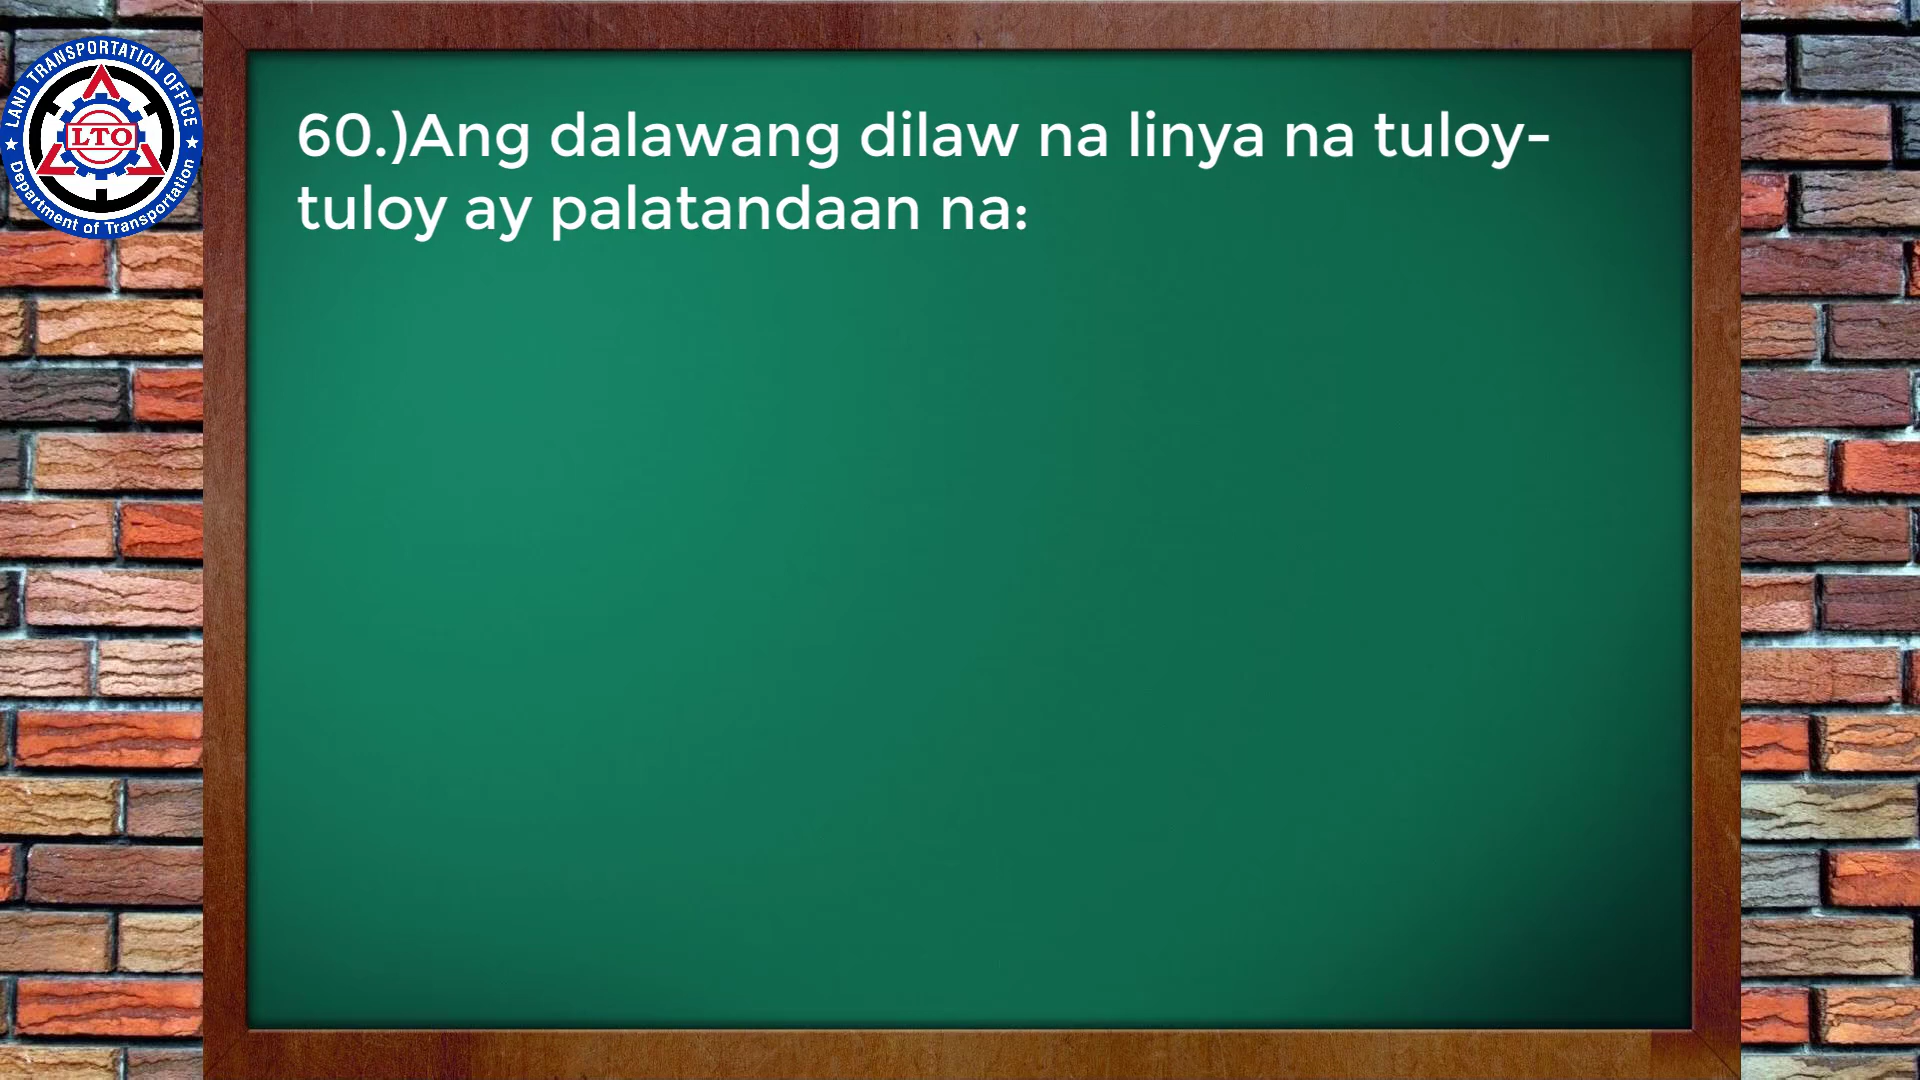 LAND TRANSPORTATION OFFICE
LTO
Department of Transportation
60.)Ang dalawang dilaw na linya na tuloy-
tuloy ay palatandaan na: